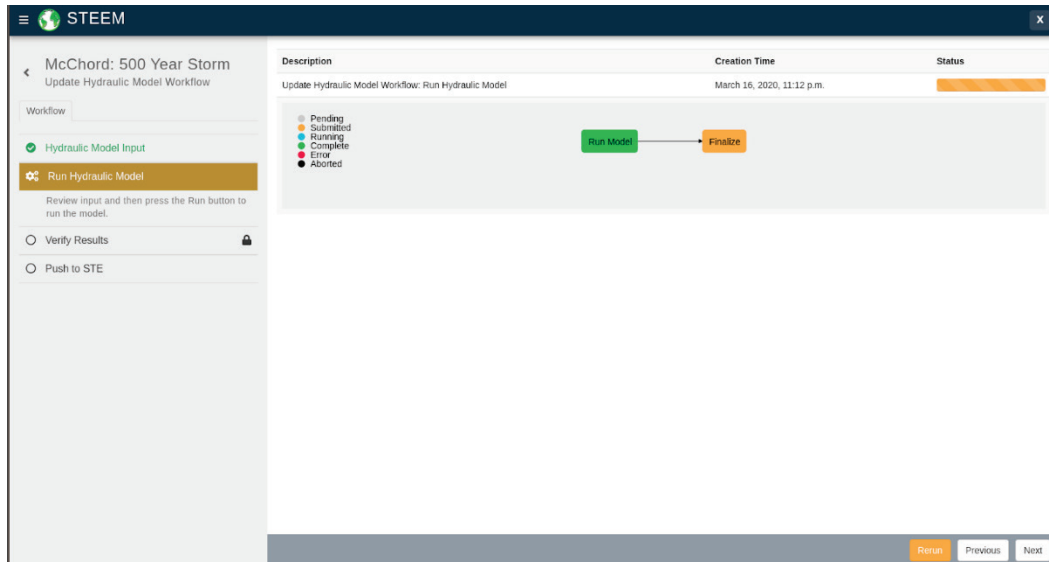 STEEM
X
McChord: 500 Year Storm
Update Hydraulic Model Workflow
Workflow
Hydraulic Model Input
Run Hydraulic Model
Review input and then press the Run button to
run the model.
Verify Results
Push to STE
Description Creation Time Status
Update Hydraulic Model Workflow: Run Hydraulic Model March 16, 2020, 11:12 p.m.
Pending
Submitted
Running
Complete
Error
Aborted
Run Model Finalize
Rerun Previous Next